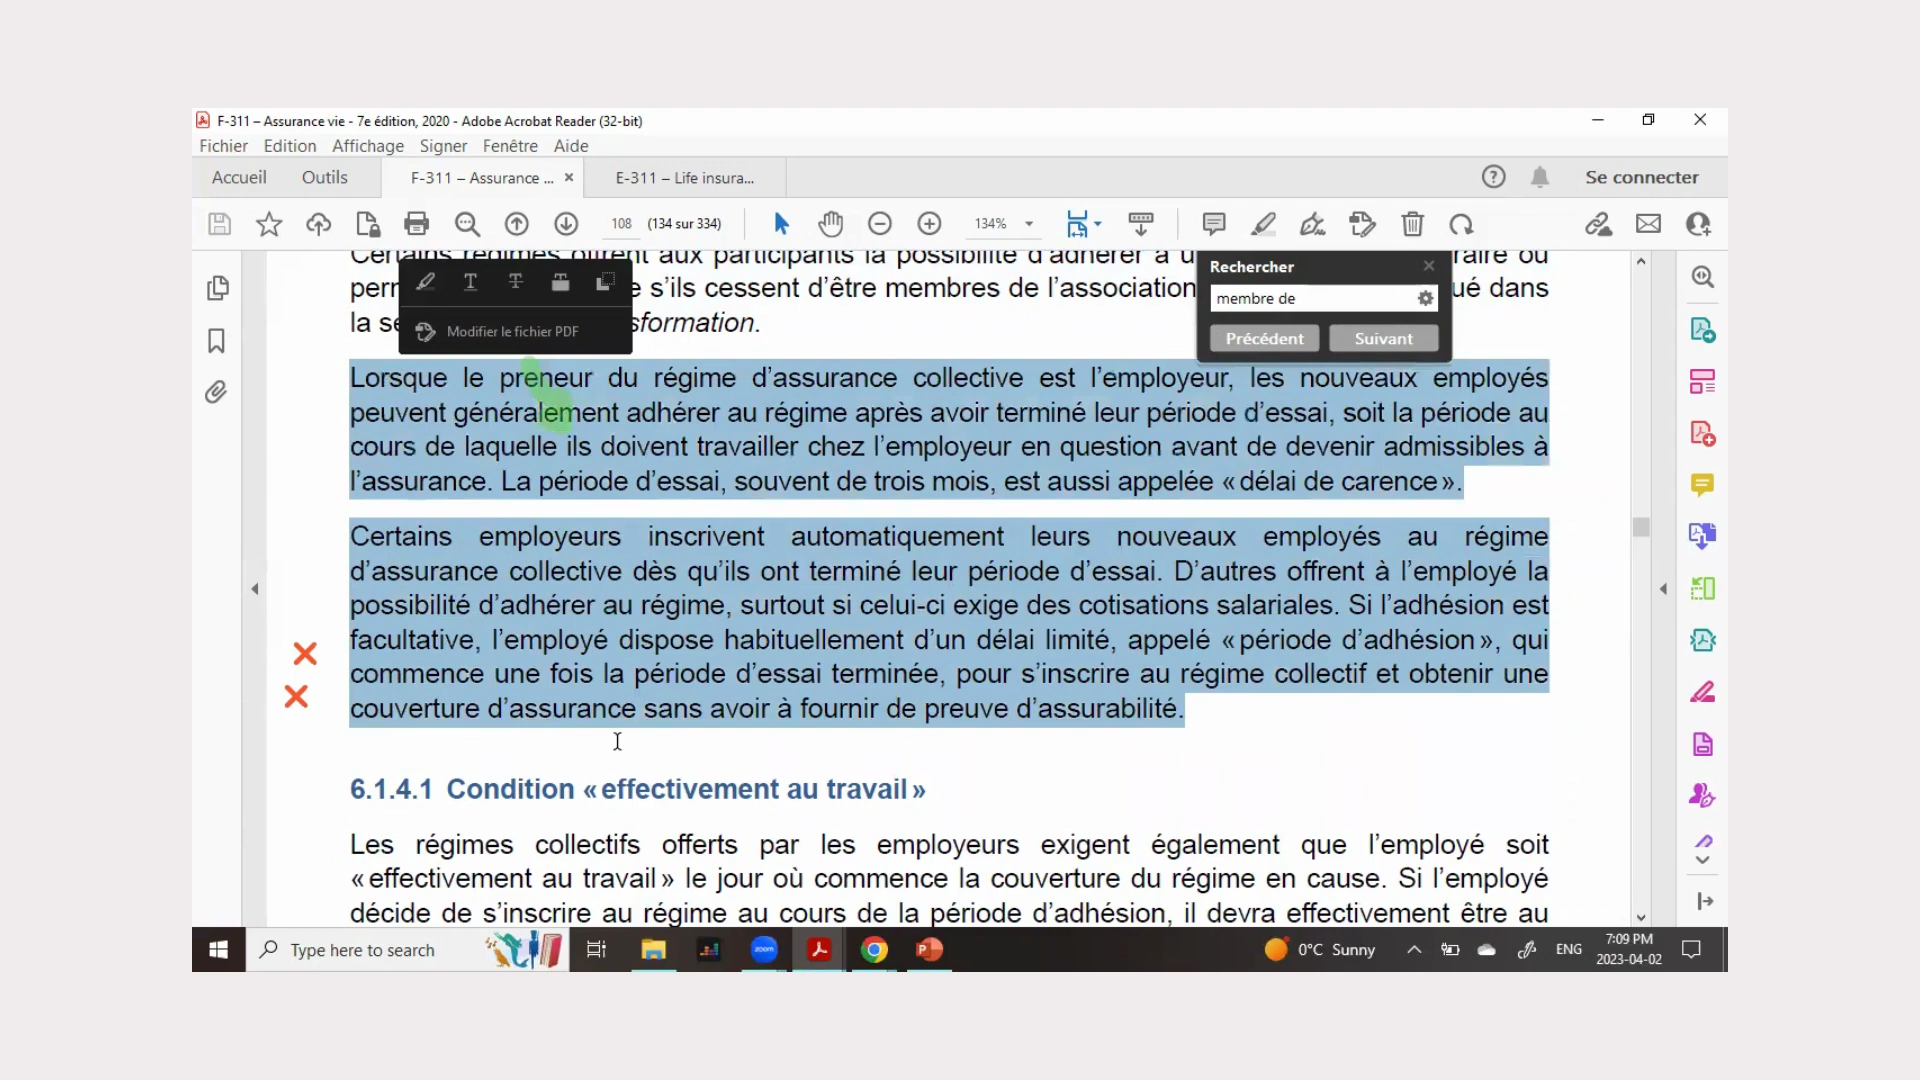 F-311 – Assurance vie - 7e édition, 2020 - Adobe Acrobat Reader (32-bit)
Fichier Edition Affichage Signer Fenêtre Aide
Accueil Outils F-311 – Assurance ... × E-311 – Life insura... Se connecter
108 (134 sur 334) 134%
Certains régimes offrent aux participants la possibilité d'adhérer à u raire ou
perm e s'ils cessent d'être membres de l'association ué dans
la se sformation.
Modifier le fichier PDF
Rechercher
membre de
Précédent Suivant
Lorsque le preneur du régime d'assurance collective est l'employeur, les nouveaux employés
peuvent généralement adhérer au régime après avoir terminé leur période d'essai, soit la période au
cours de laquelle ils doivent travailler chez l'employeur en question avant de devenir admissibles à
l'assurance. La période d'essai, souvent de trois mois, est aussi appelée « délai de carence ».
Certains employeurs inscrivent automatiquement leurs nouveaux employés au régime
d'assurance collective dès qu'ils ont terminé leur période d'essai. D'autres offrent à l'employé la
possibilité d'adhérer au régime, surtout si celui-ci exige des cotisations salariales. Si l'adhésion est
facultative, l'employé dispose habituellement d'un délai limité, appelé « période d'adhésion », qui
commence une fois la période d'essai terminée, pour s'inscrire au régime collectif et obtenir une
couverture d'assurance sans avoir à fournir de preuve d'assurabilité.
6.1.4.1 Condition « effectivement au travail »
Les régimes collectifs offerts par les employeurs exigent également que l'employé soit
« effectivement au travail » le jour où commence la couverture du régime en cause. Si l'employé
décide de s'inscrire au régime au cours de la période d'adhésion, il devra effectivement être au
Type here to search zoom 0°C Sunny ENG 7:09 PM
2023-04-02